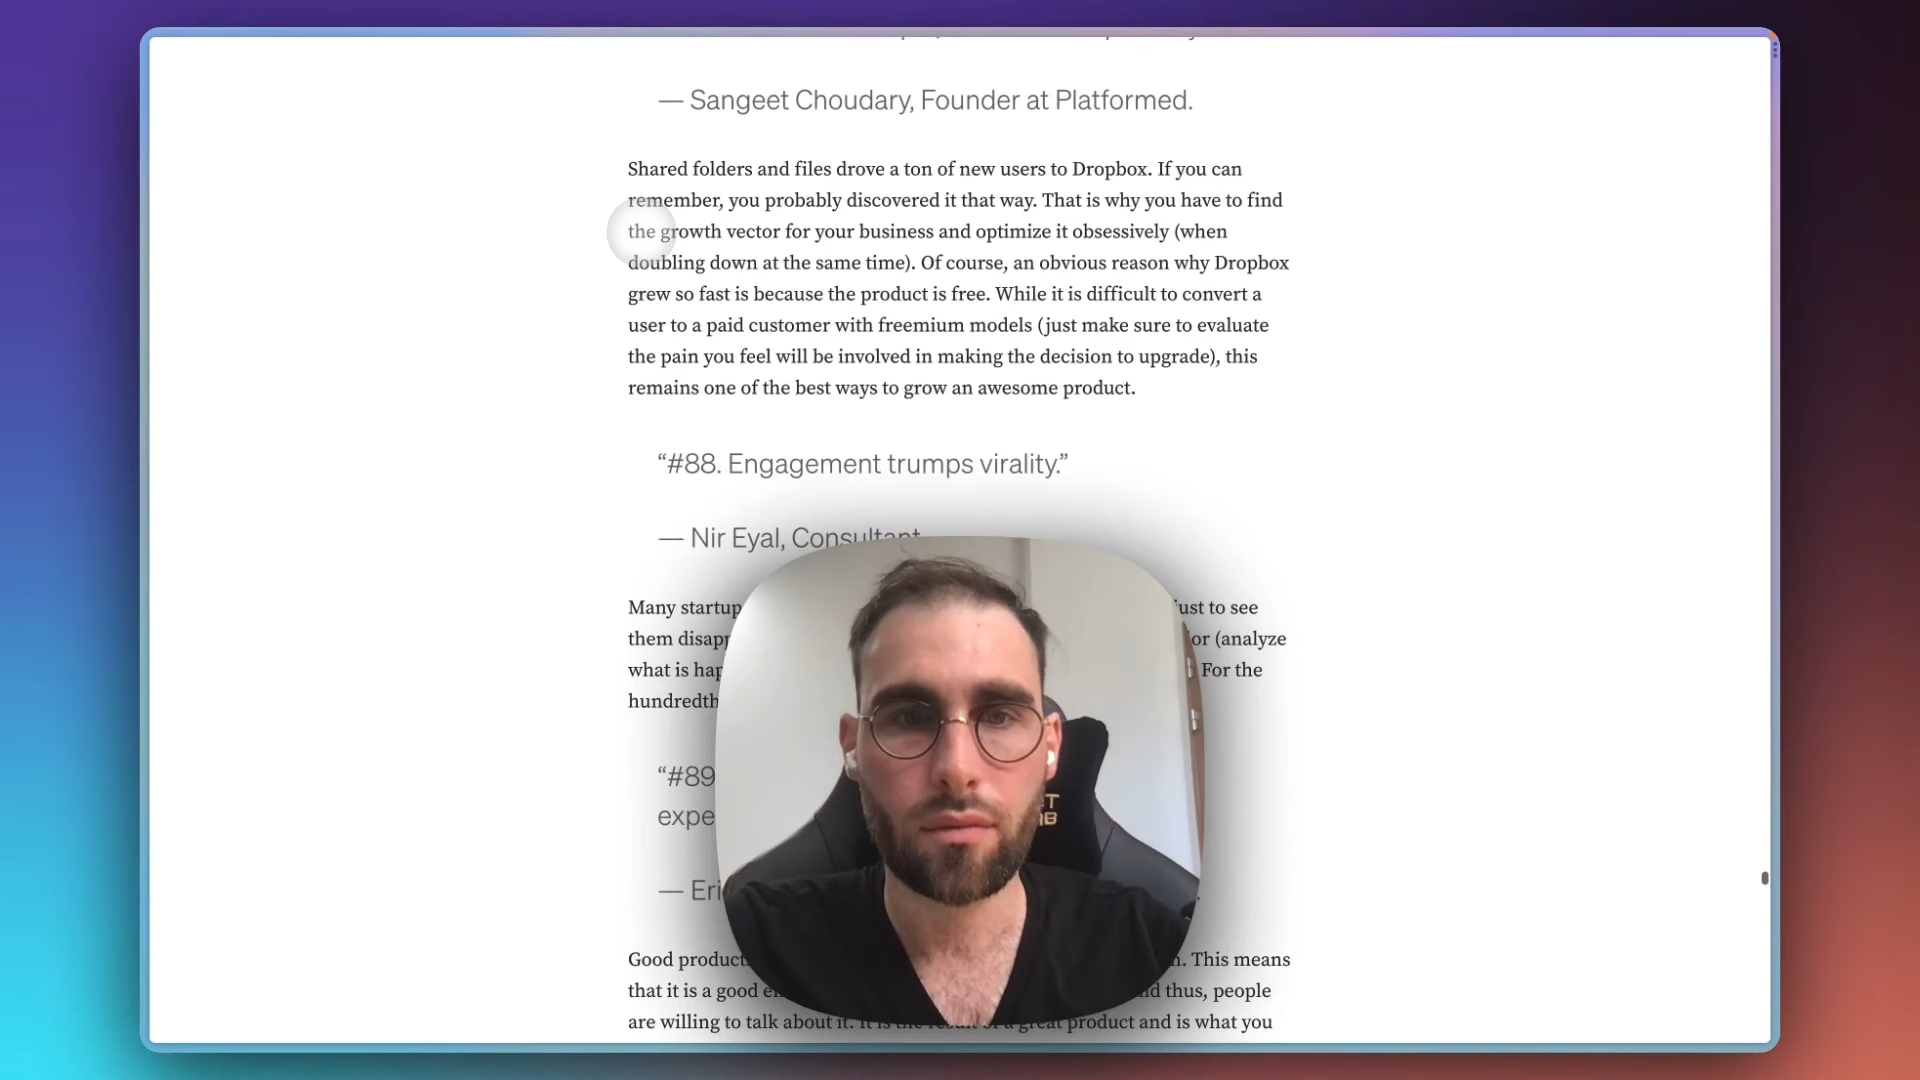 — Sangeet Choudary, Founder at Platformed.
Shared folders and files drove a ton of new users to Dropbox. If you can
remember, you probably discovered it that way. That is why you have to find
the growth vector for your business and optimize it obsessively (when
doubling down at the same time). Of course, an obvious reason why Dropbox
grew so fast is because the product is free. While it is difficult to convert a
user to a paid customer with freemium models (just make sure to evaluate
the pain you feel will be involved in making the decision to upgrade), this
remains one of the best ways to grow an awesome product.
“#88. Engagement trumps virality.”
— Nir Eyal, Consultant
Many startup just to see
them (analyze
what is For the
“#89
— Eri
Good product This means
that it is a good thus, people
are willing to talk about it. It is the result of a great product and is what you